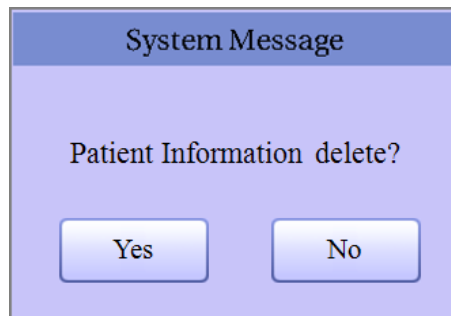 System Message
Patient Information delete?
Yes No